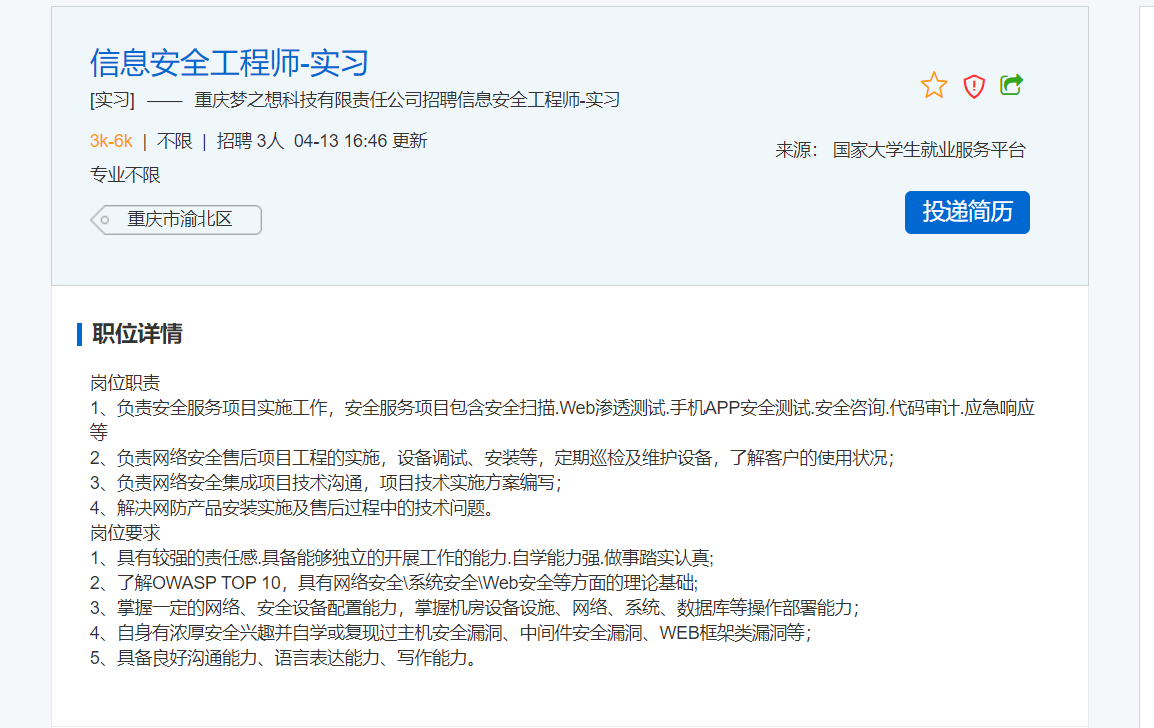 信息安全工程师-实习
[实习] —— 重庆梦之想科技有限责任公司招聘信息安全工程师-实习
3k-6k | 不限 | 招聘 3人 04-13 16:46 更新
来源： 国家大学生就业服务平台
专业不限
重庆市渝北区
投递简历
职位详情
岗位职责
1、负责安全服务项目实施工作，安全服务项目包含安全扫描.Web渗透测试.手机APP安全测试.安全咨询.代码审计.应急响应
等
2、负责网络安全售后项目工程的实施，设备调试、安装等，定期巡检及维护设备，了解客户的使用状况；
3、负责网络安全集成项目技术沟通，项目技术实施方案编写；
4、解决网防产品安装实施及售后过程中的技术问题。
岗位要求
1、具有较强的责任感.具备能够独立的开展工作的能力.自学能力强.做事踏实认真;
2、了解OWASP TOP 10，具有网络安全\系统安全\Web安全等方面的理论基础;
3、掌握一定的网络、安全设备配置能力，掌握机房设备设施、网络、系统、数据库等操作部署能力；
4、自身有浓厚安全兴趣并自学或复现过主机安全漏洞、中间件安全漏洞、WEB框架类漏洞等；
5、具备良好沟通能力、语言表达能力、写作能力。